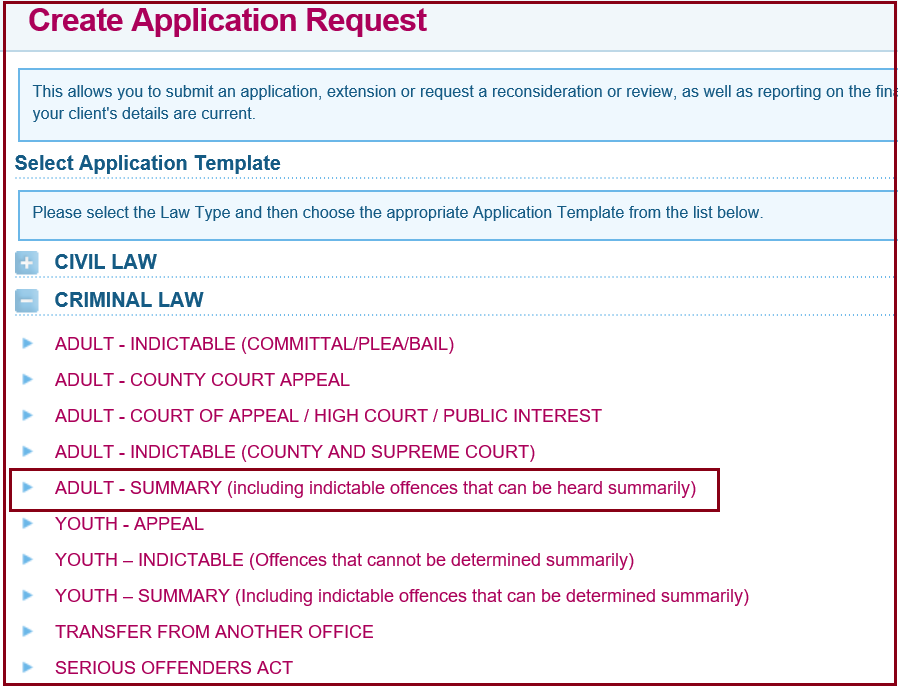 Create Application Request
This allows you to submit an application, extension or request a reconsideration or review, as well as reporting on the
your client's details are current.
Select Application Template
Please select the Law Type and then choose the appropriate Application Template from the list below.
CIVIL LAW
CRIMINAL LAW
ADULT - INDICTABLE (COMMITTAL/PLEA/BAIL)
ADULT - COUNTY COURT APPEAL
ADULT - COURT OF APPEAL / HIGH COURT / PUBLIC INTEREST
ADULT - INDICTABLE (COUNTY AND SUPREME COURT)
ADULT - SUMMARY (including indictable offences that can be heard summarily)
YOUTH - APPEAL
YOUTH – INDICTABLE (Offences that cannot be determined summarily)
YOUTH – SUMMARY (Including indictable offences that can be determined summarily)
TRANSFER FROM ANOTHER OFFICE
SERIOUS OFFENDERS ACT